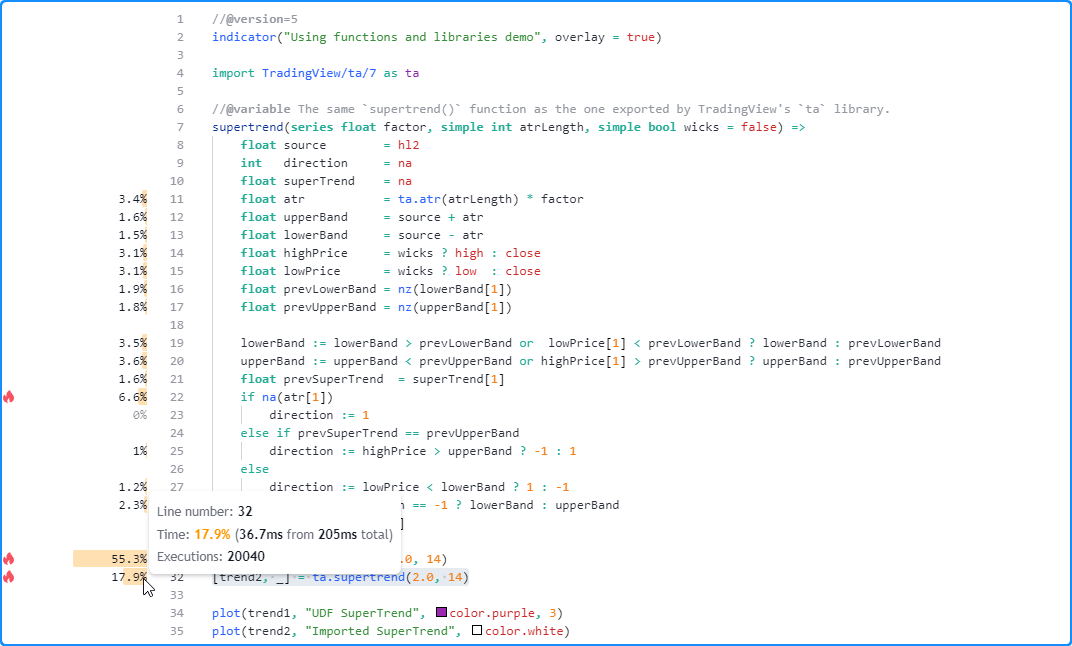 1 //@version=5
2 indicator("Using functions and libraries demo", overlay = true)
3
4 import TradingView/ta/7 as ta
5
6 //@variable The same `supertrend()` function as the one exported by TradingView's `ta` library.
7 supertrend(series float factor, simple int atrLength, simple bool wicks = false) =>
8 float source = hl2
9 int direction = na
10 float superTrend = na
3.4% 11 float atr = ta.atr(atrLength) * factor
1.6% 12 float upperBand = source + atr
1.5% 13 float lowerBand = source - atr
3.1% 14 float highPrice = wicks ? high : close
3.1% 15 float lowPrice = wicks ? low : close
1.9% 16 float prevLowerBand = nz(lowerBand[1])
1.8% 17 float prevUpperBand = nz(upperBand[1])
18
3.5% 19 lowerBand := lowerBand > prevLowerBand or lowPrice[1] < prevLowerBand ? lowerBand : prevLowerBand
3.6% 20 upperBand := upperBand < prevUpperBand or highPrice[1] > prevUpperBand ? upperBand : prevUpperBand
1.6% 21 float prevSuperTrend = superTrend[1]
6.6% 22 if na(atr[1])
0% 23 direction := 1
24 else if prevSuperTrend == prevUpperBand
1% 25 direction := highPrice > upperBand ? -1 : 1
26 else
1.2% 27 direction := lowPrice < lowerBand ? 1 : -1
2.3% n == -1 ? lowerBand : upperBand
]
Line number: 32
Time: 17.9% (36.7ms from 205ms total)
Executions: 20040
55.3% .0, 14)
17.9% 32 [trend2, _] = ta.supertrend(2.0, 14)
33
34 plot(trend1, "UDF SuperTrend", color.purple, 3)
35 plot(trend2, "Imported SuperTrend", color.white)